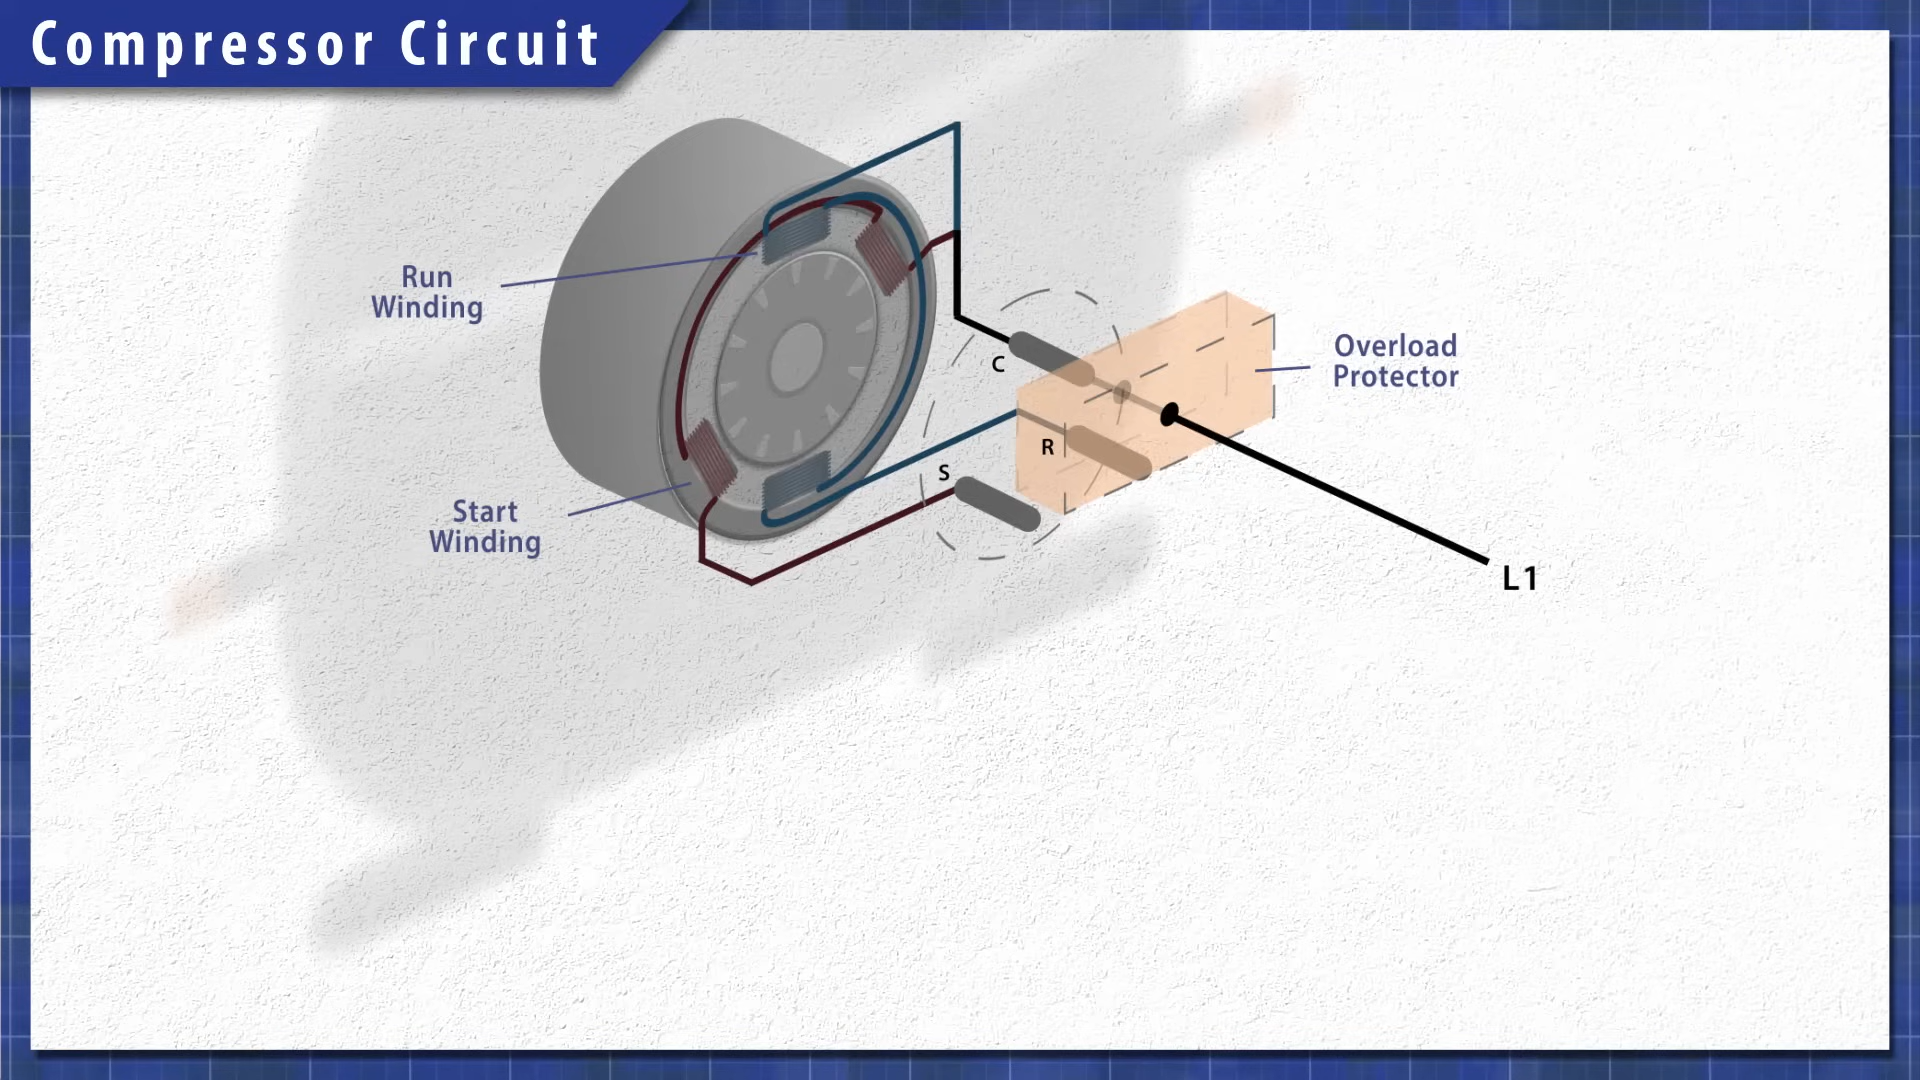 Compressor Circuit
Run
Winding
C
Overload
Protector
R
S
Start
Winding
L1